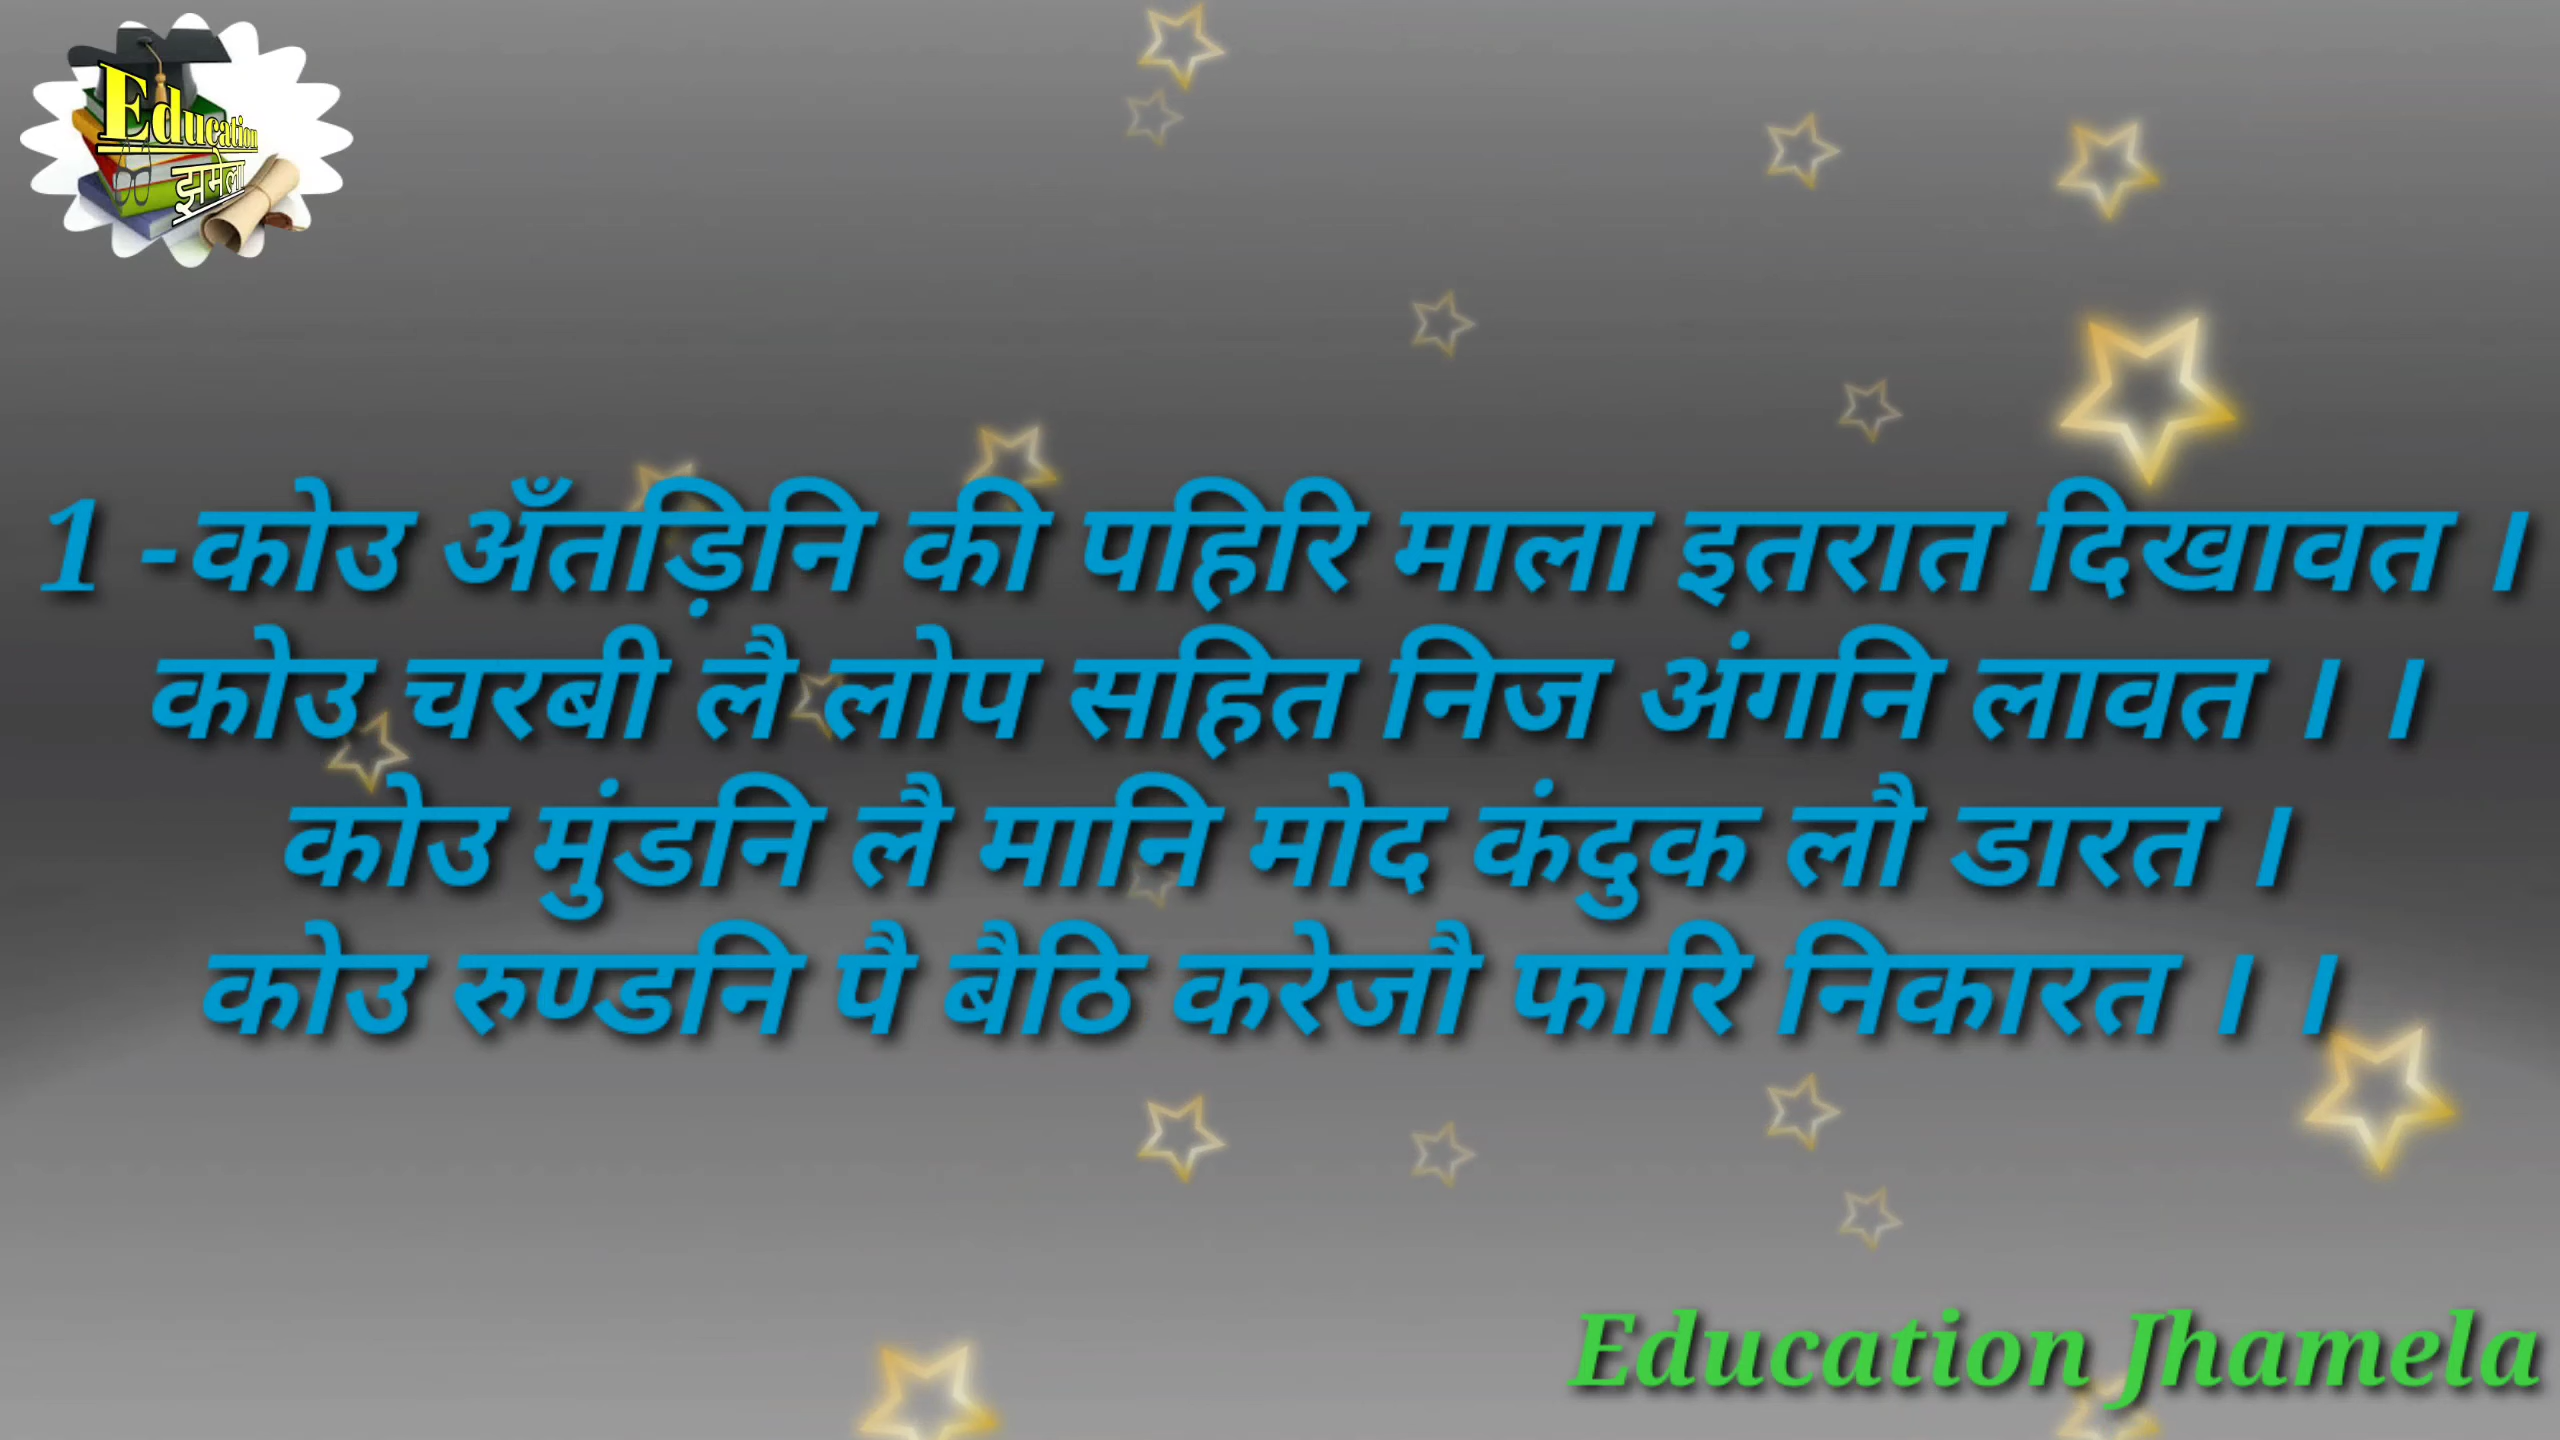 Education
झमेला
1 -कोउ अँतड़िनि की पहिरि माला इतरात दिखावत ।
कोउ चरबी लै लोप सहित निज अंगनि लावत । ।
कोउ मुंडनि लै मानि मोद कंदुक लौ डारत ।
कोउ रुण्डनि पै बैठि करेजौ फारि निकारत । ।
Education Jhamela